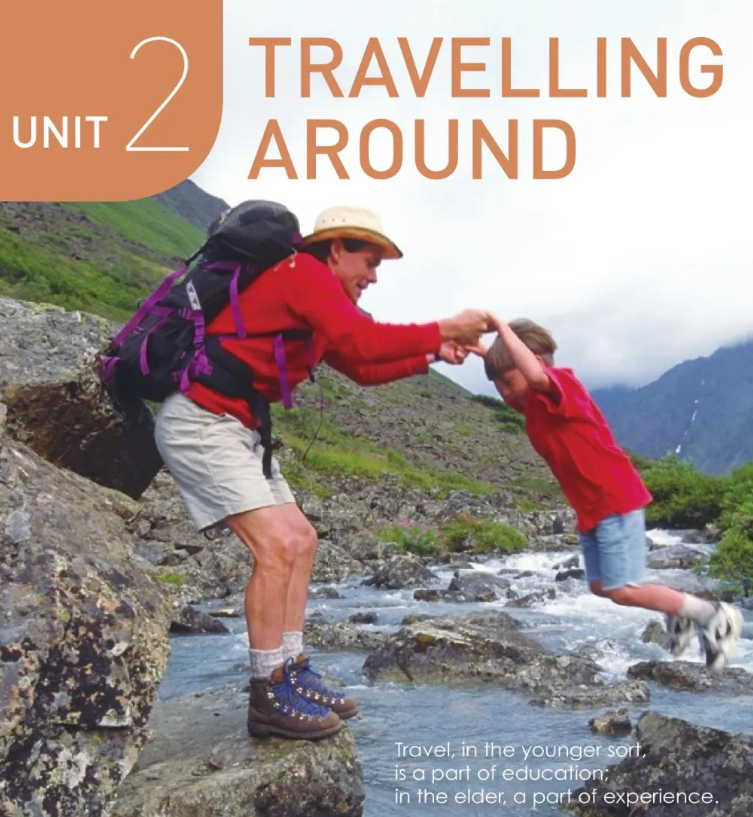 UNIT 2
TRAVELLING
AROUND
Travel, in the younger sort,
is a part of education;
in the elder, a part of experience.